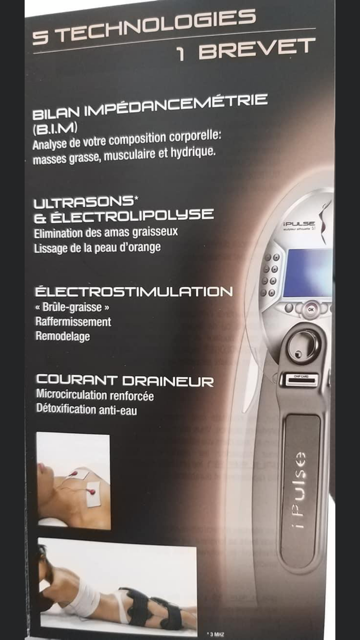 5 TECHNOLOGIES
1 BREVET
BILAN IMPÉDANCEMÉTRIE
(B.I.M)
Analyse de votre composition corporelle:
masses grasse, musculaire et hydrique.
ULTRASONS*
& ÉLECTROLIPOLYSE
Elimination des amas graisseux
Lissage de la peau d'orange
iPULSE
ÉLECTROSTIMULATION
« Brûle-graisse »
Raffermissement
Remodelage
COURANT DRAINEUR
Microcirculation renforcée
Détoxification anti-eau
iPulse
* 3 MHZ